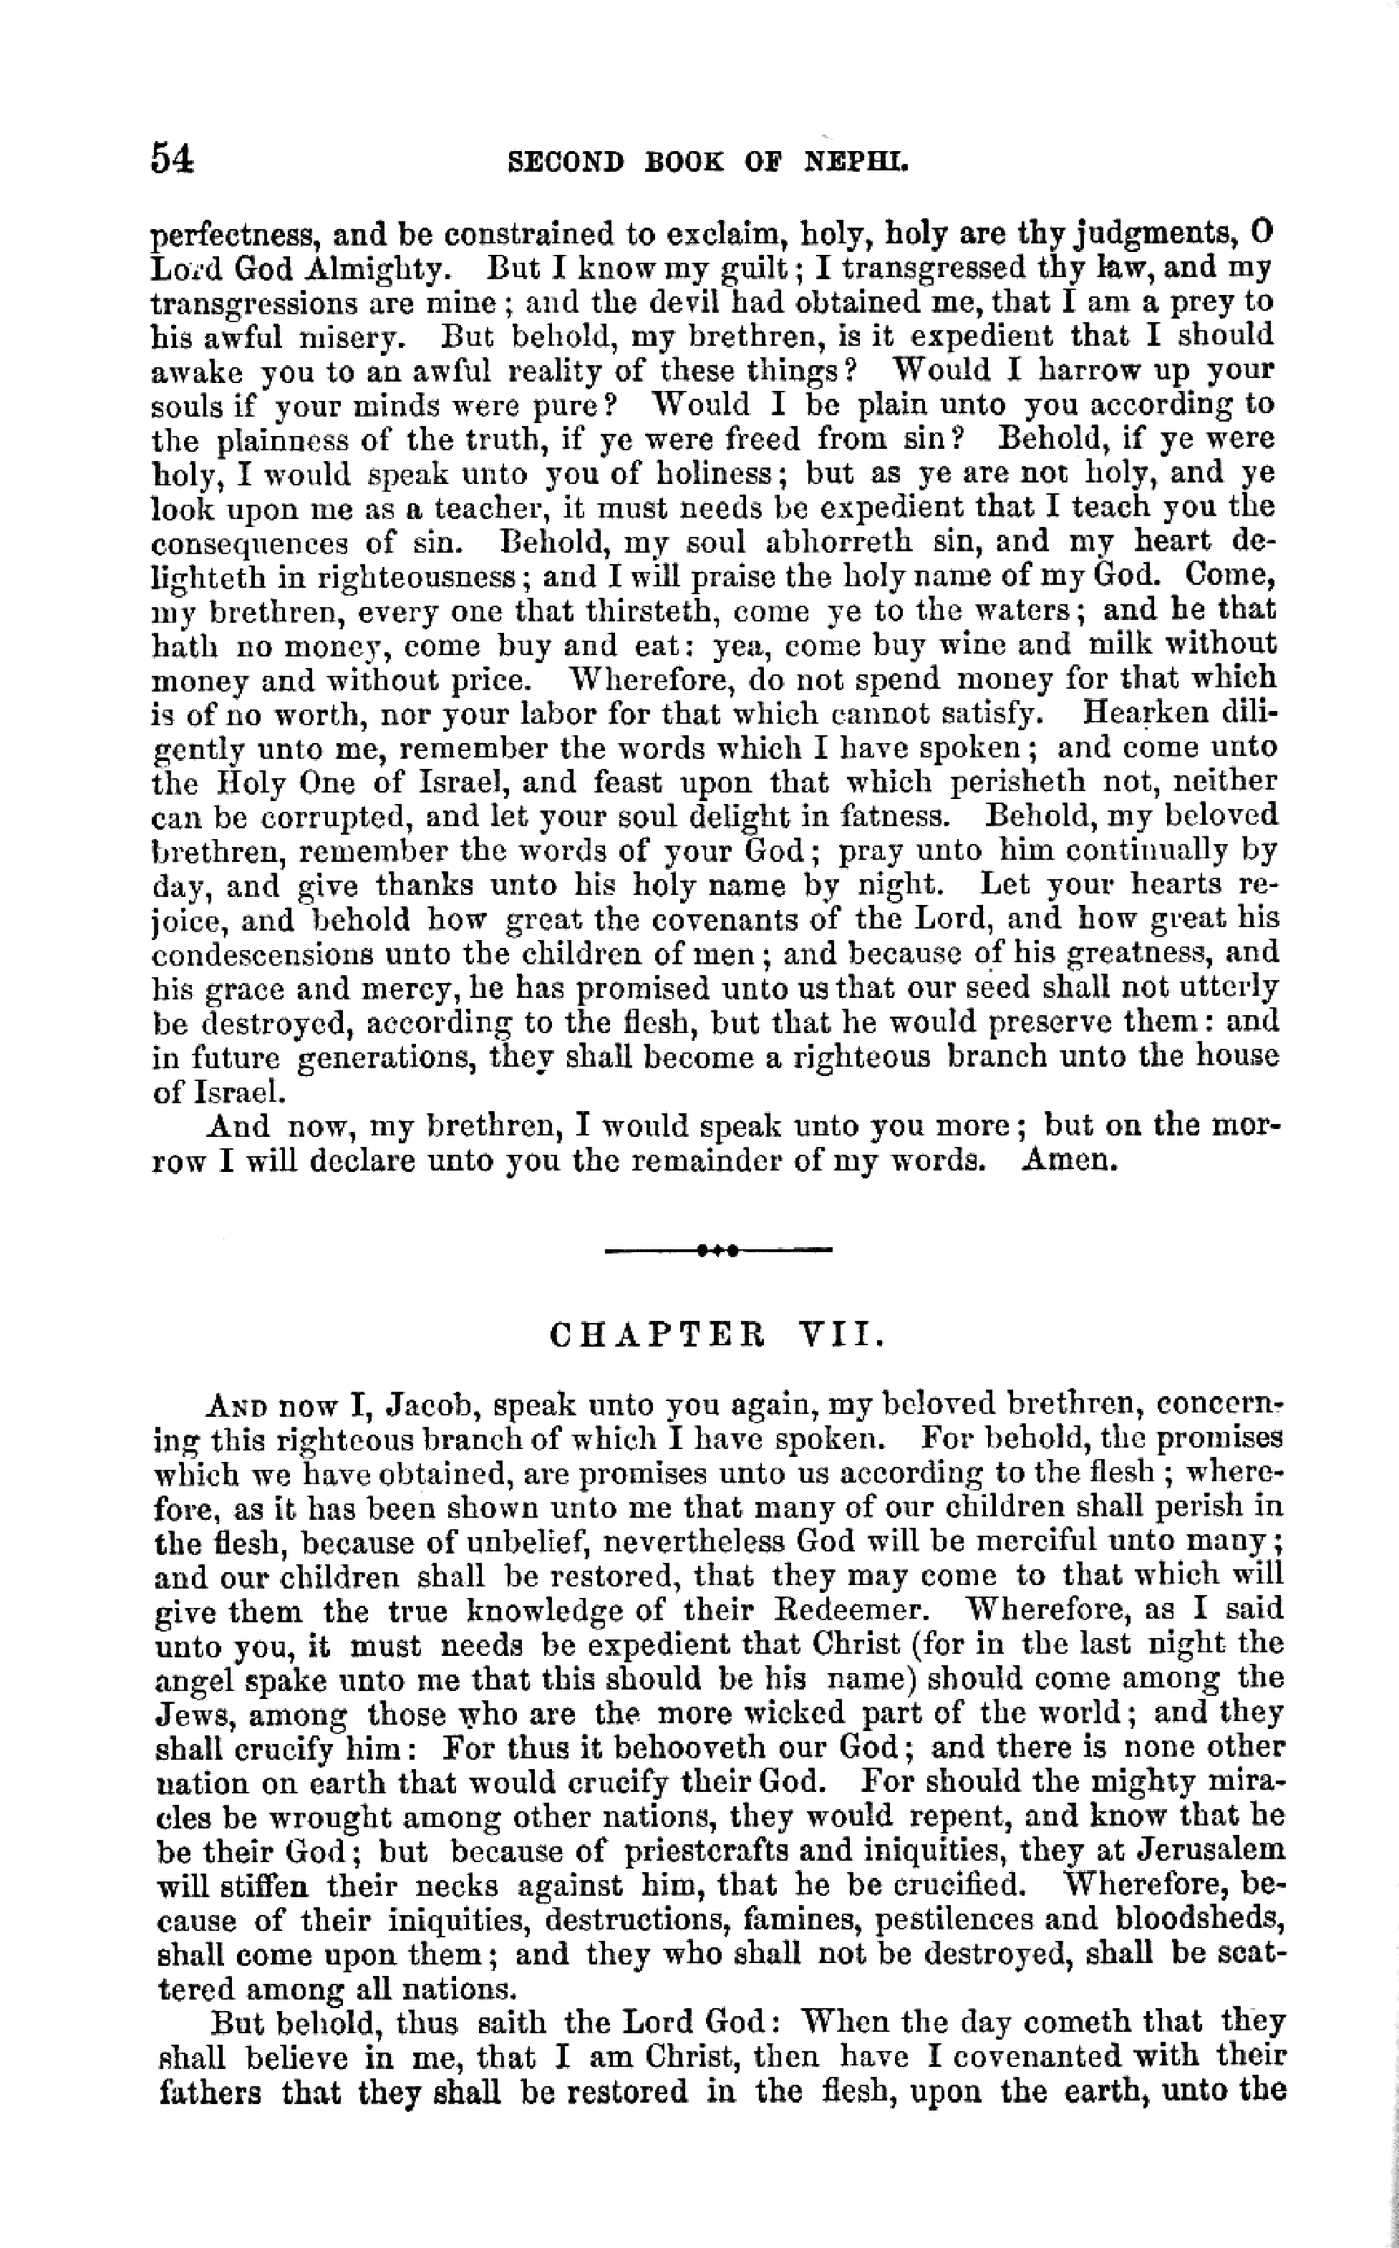 54 SECOND BOOK OF NEPHI.
perfectness, and be constrained to exclaim, holy, holy are thy judgments, O
Lord God Almighty. But I know my guilt; I transgressed thy law, and my
transgressions are mine; and the devil had obtained me, that I am a prey to
his awful misery. But behold, my brethren, is it expedient that I should
awake you to an awful reality of these things? Would I harrow up your
souls if your minds were pure? Would I be plain unto you according to
the plainness of the truth, if ye were freed from sin? Behold, if ye were
holy, I would speak unto you of holiness; but as ye are not holy, and ye
look upon me as a teacher, it must needs be expedient that I teach you the
consequences of sin. Behold, my soul abhorreth sin, and my heart de-
lighteth in righteousness; and I will praise the holy name of my God. Come,
my brethren, every one that thirsteth, come ye to the waters; and he that
hath no money, come buy and eat: yea, come buy wine and milk without
money and without price. Wherefore, do not spend money for that which
is of no worth, nor your labor for that which cannot satisfy. Hearken dili-
gently unto me, remember the words which I have spoken; and come unto
the Holy One of Israel, and feast upon that which perisheth not, neither
can be corrupted, and let your soul delight in fatness. Behold, my beloved
brethren, remember the words of your God; pray unto him continually by
day, and give thanks unto his holy name by night. Let your hearts re-
joice, and behold how great the covenants of the Lord, and how great his
condescensions unto the children of men; and because of his greatness, and
his grace and mercy, he has promised unto us that our seed shall not utterly
be destroyed, according to the flesh, but that he would preserve them: and
in future generations, they shall become a righteous branch unto the house
of Israel.
And now, my brethren, I would speak unto you more; but on the mor-
row I will declare unto you the remainder of my words. Amen.
CHAPTER VII.
AND NOW I, Jacob, speak unto you again, my beloved brethren, concern-
ing this righteous branch of which I have spoken. For behold, the promises
which we have obtained, are promises unto us according to the flesh; where-
fore, as it has been shown unto me that many of our children shall perish in
the flesh, because of unbelief, nevertheless God will be merciful unto many;
and our children shall be restored, that they may come to that which will
give them the true knowledge of their Redeemer. Wherefore, as I said
unto you, it must needs be expedient that Christ (for in the last night the
angel spake unto me that this should be his name) should come among the
Jews, among those who are the more wicked part of the world; and they
shall crucify him: For thus it behooveth our God; and there is none other
nation on earth that would crucify their God. For should the mighty mira-
cles be wrought among other nations, they would repent, and know that he
be their God; but because of priestcrafts and iniquities, they at Jerusalem
will stiffen their necks against him, that he be crucified. Wherefore, be-
cause of their iniquities, destructions, famines, pestilences and bloodsheds,
shall come upon them; and they who shall not be destroyed, shall be scat-
tered among all nations.
But behold, thus saith the Lord God: When the day cometh that they
shall believe in me, that I am Christ, then have I covenanted with their
fathers that they shall be restored in the flesh, upon the earth, unto the